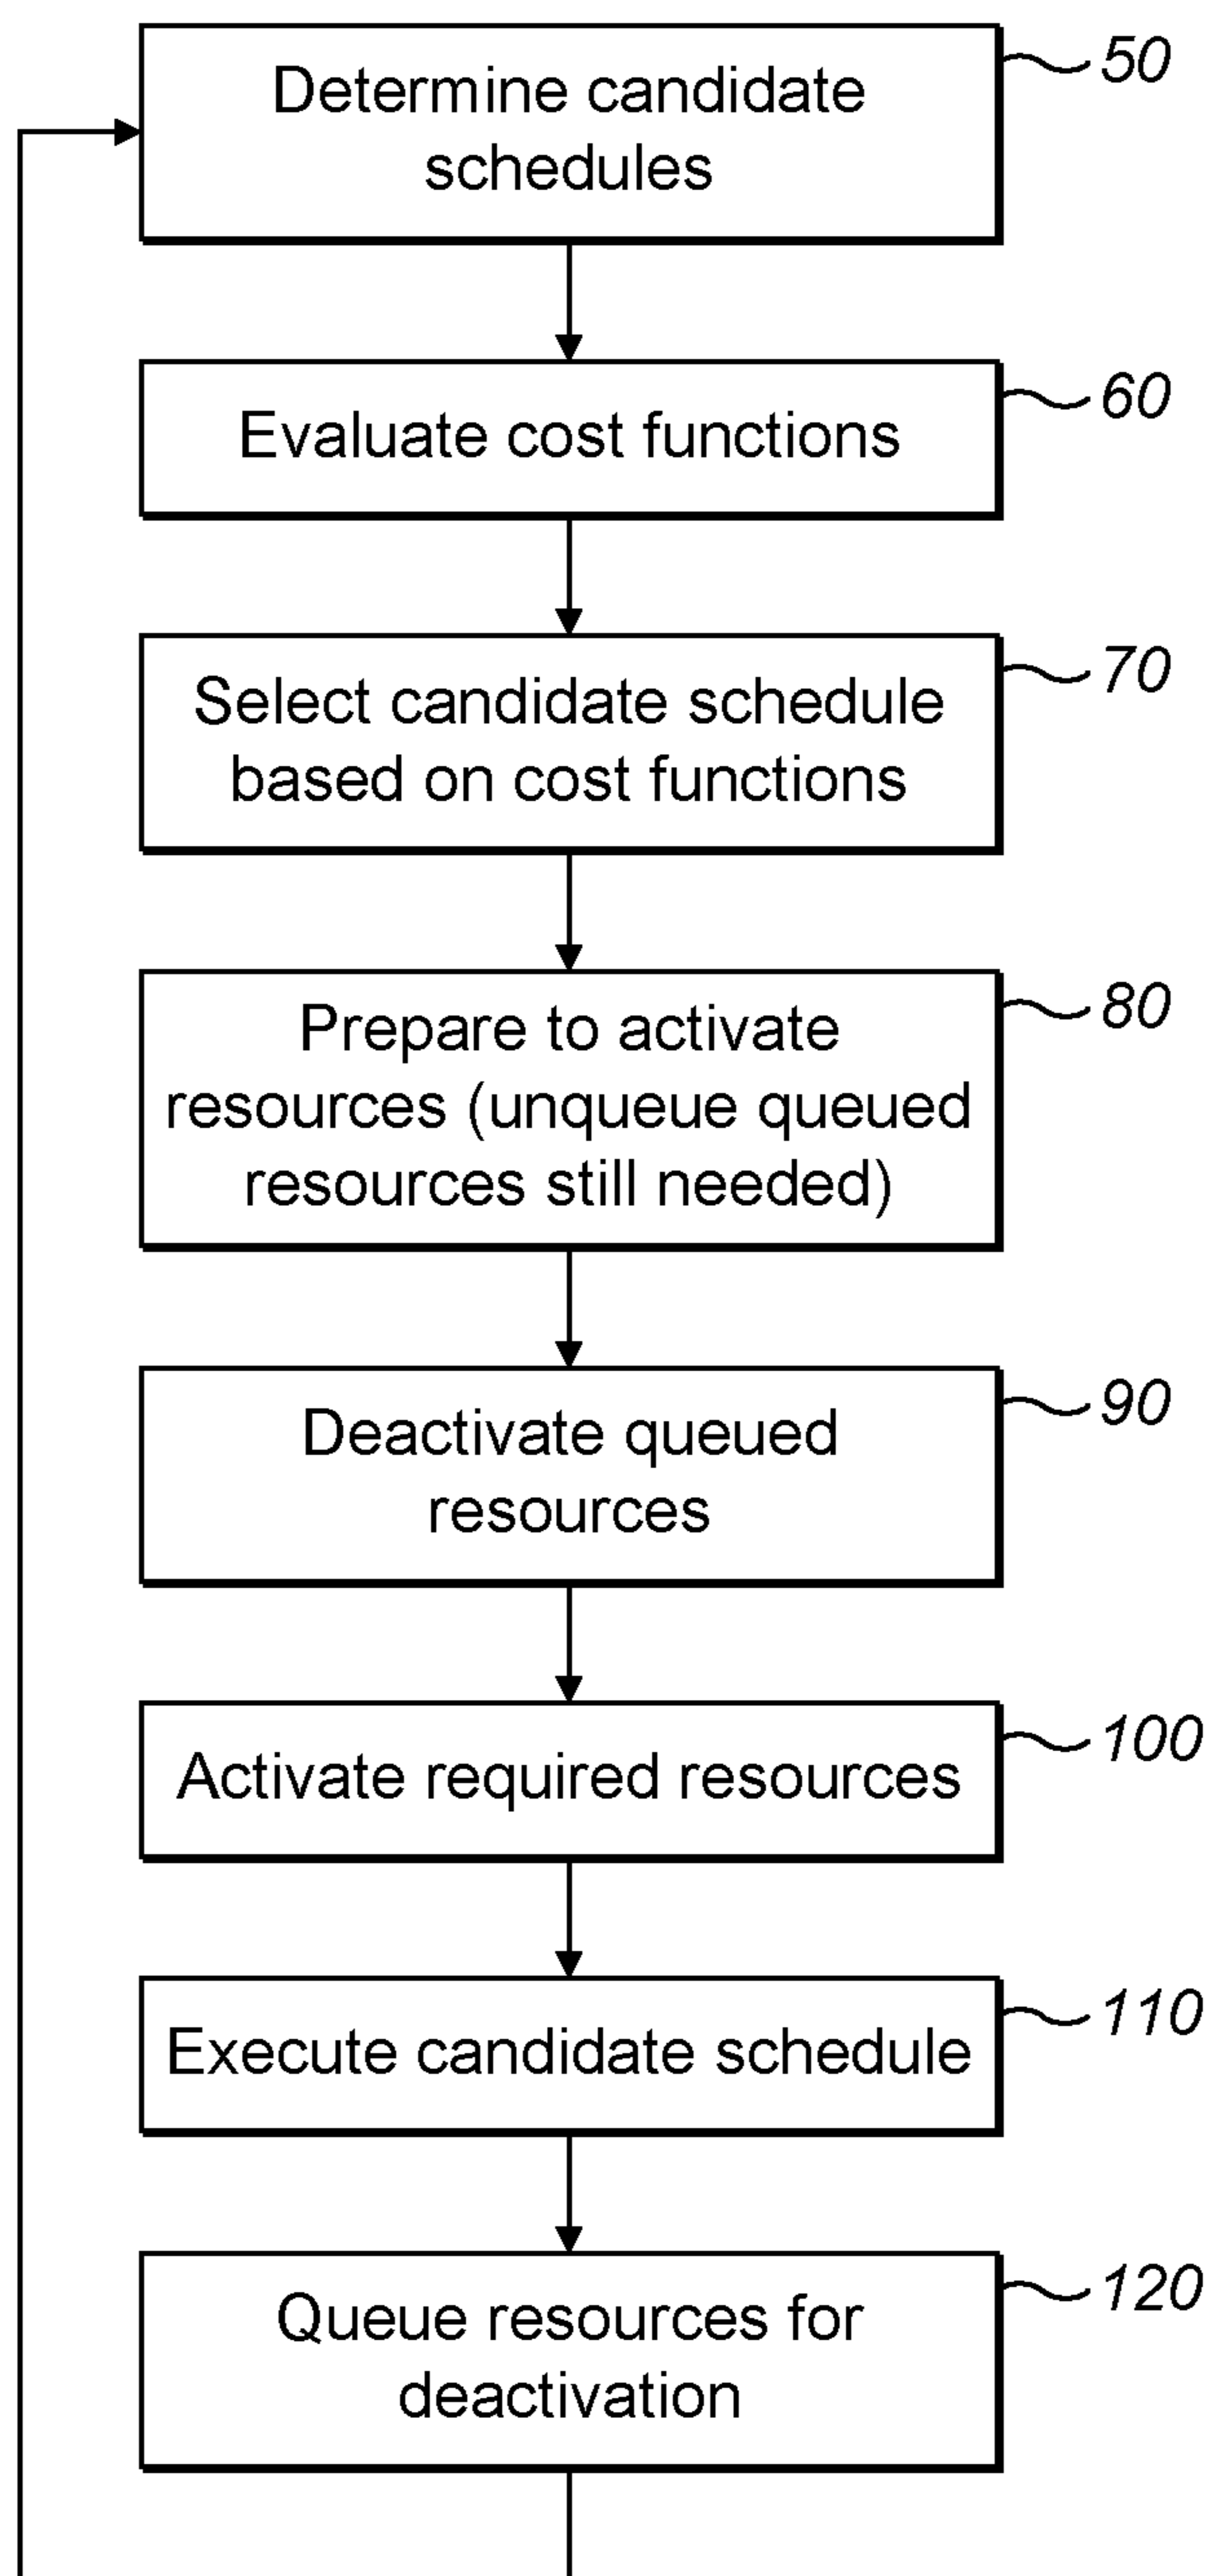 Determine candidate
schedules
50
Evaluate cost functions
60
Select candidate schedule
based on cost functions
70
Prepare to activate
resources (unqueue queued
resources still needed)
80
Deactivate queued
resources
90
Activate required resources
100
Execute candidate schedule
110
Queue resources for
deactivation
120